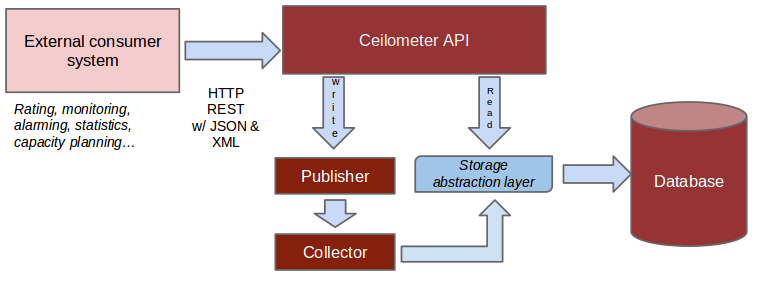 External consumer
system
Ceilometer API
Rating, monitoring,
alarming, statistics,
capacity planning…
HTTP
REST
w/ JSON &
XML
write
Read
Publisher
Storage
abstraction layer
Database
Collector